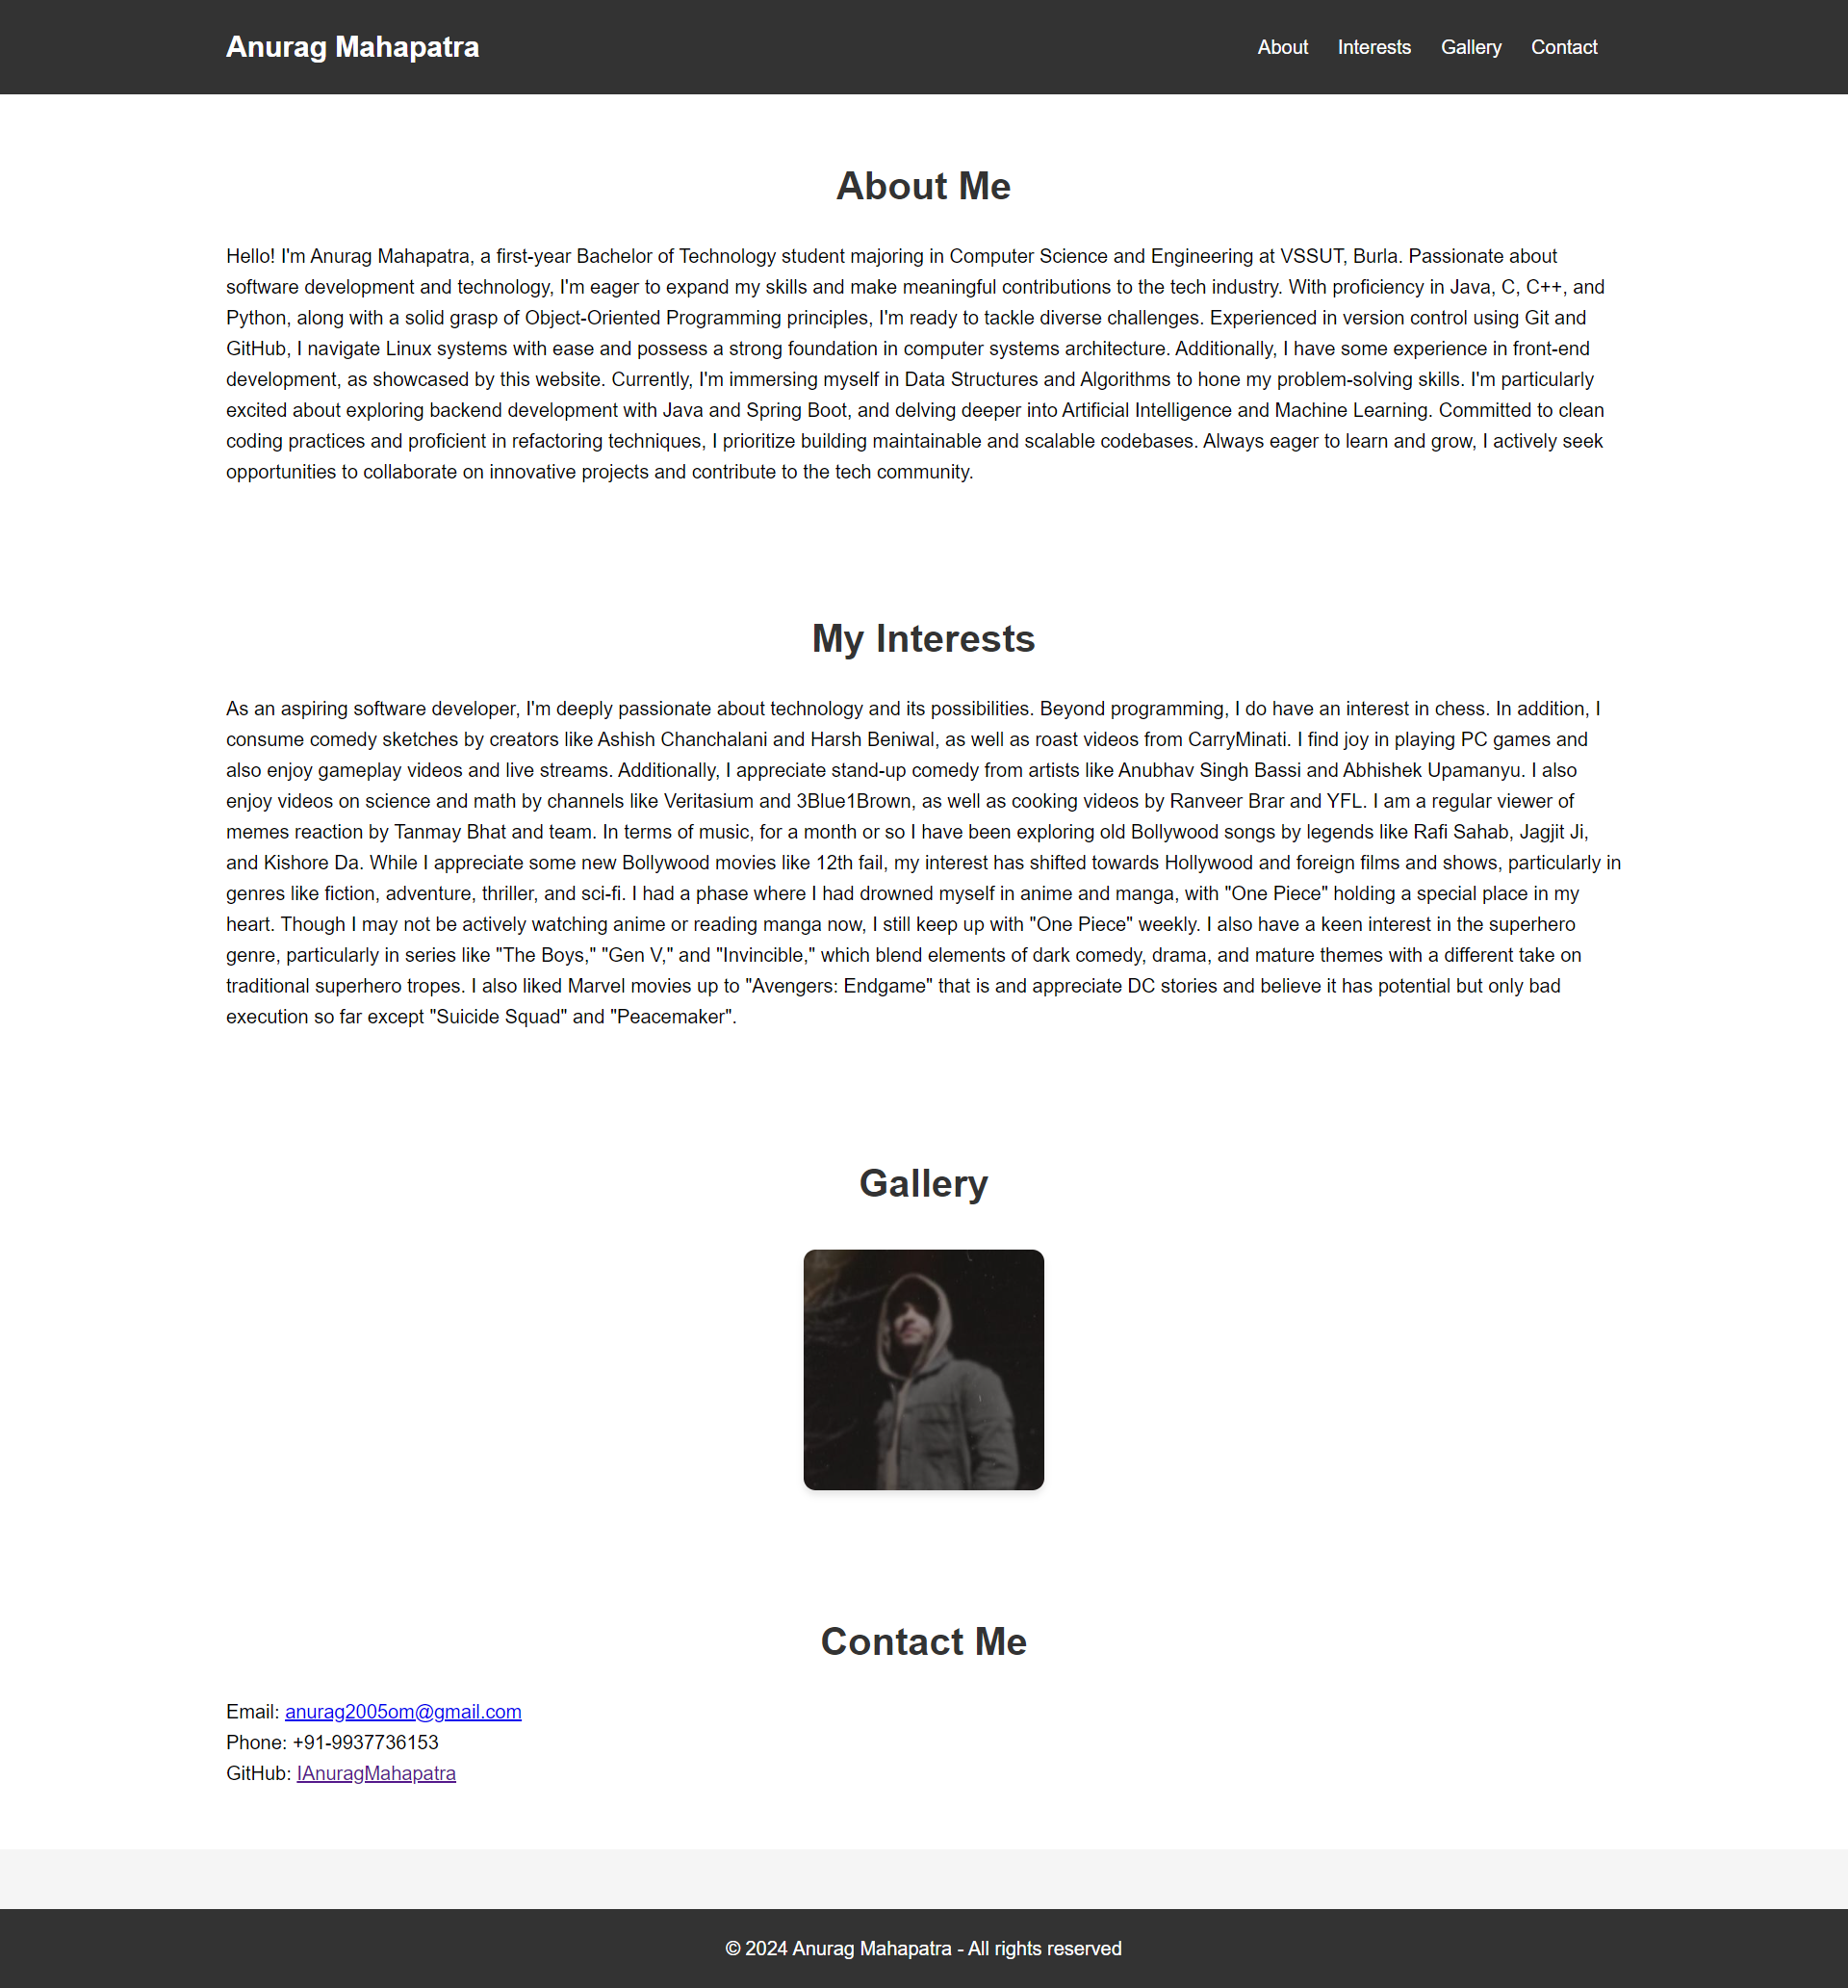 Anurag Mahapatra
About Interests Gallery Contact
About Me
Hello! I'm Anurag Mahapatra, a first-year Bachelor of Technology student majoring in Computer Science and Engineering at VSSUT, Burla. Passionate about
software development and technology, I'm eager to expand my skills and make meaningful contributions to the tech industry. With proficiency in Java, C, C++, and
Python, along with a solid grasp of Object-Oriented Programming principles, I'm ready to tackle diverse challenges. Experienced in version control using Git and
GitHub, I navigate Linux systems with ease and possess a strong foundation in computer systems architecture. Additionally, I have some experience in front-end
development, as showcased by this website. Currently, I'm immersing myself in Data Structures and Algorithms to hone my problem-solving skills. I'm particularly
excited about exploring backend development with Java and Spring Boot, and delving deeper into Artificial Intelligence and Machine Learning. Committed to clean
coding practices and proficient in refactoring techniques, I prioritize building maintainable and scalable codebases. Always eager to learn and grow, I actively seek
opportunities to collaborate on innovative projects and contribute to the tech community.
My Interests
As an aspiring software developer, I'm deeply passionate about technology and its possibilities. Beyond programming, I do have an interest in chess. In addition, I
consume comedy sketches by creators like Ashish Chanchalani and Harsh Beniwal, as well as roast videos from CarryMinati. I find joy in playing PC games and
also enjoy gameplay videos and live streams. Additionally, I appreciate stand-up comedy from artists like Anubhav Singh Bassi and Abhishek Upamanyu. I also
enjoy videos on science and math by channels like Veritasium and 3Blue1Brown, as well as cooking videos by Ranveer Brar and YFL. I am a regular viewer of
memes reaction by Tanmay Bhat and team. In terms of music, for a month or so I have been exploring old Bollywood songs by legends like Rafi Sahab, Jagjit Ji,
and Kishore Da. While I appreciate some new Bollywood movies like 12th fail, my interest has shifted towards Hollywood and foreign films and shows, particularly in
genres like fiction, adventure, thriller, and sci-fi. I had a phase where I had drowned myself in anime and manga, with "One Piece" holding a special place in my
heart. Though I may not be actively watching anime or reading manga now, I still keep up with "One Piece" weekly. I also have a keen interest in the superhero
genre, particularly in series like "The Boys," "Gen V," and "Invincible," which blend elements of dark comedy, drama, and mature themes with a different take on
traditional superhero tropes. I also liked Marvel movies up to "Avengers: Endgame" that is and appreciate DC stories and believe it has potential but only bad
execution so far except "Suicide Squad" and "Peacemaker".
Gallery
Contact Me
Email: anurag2005om@gmail.com
Phone: +91-9937736153
GitHub: IAnuragMahapatra
© 2024 Anurag Mahapatra - All rights reserved